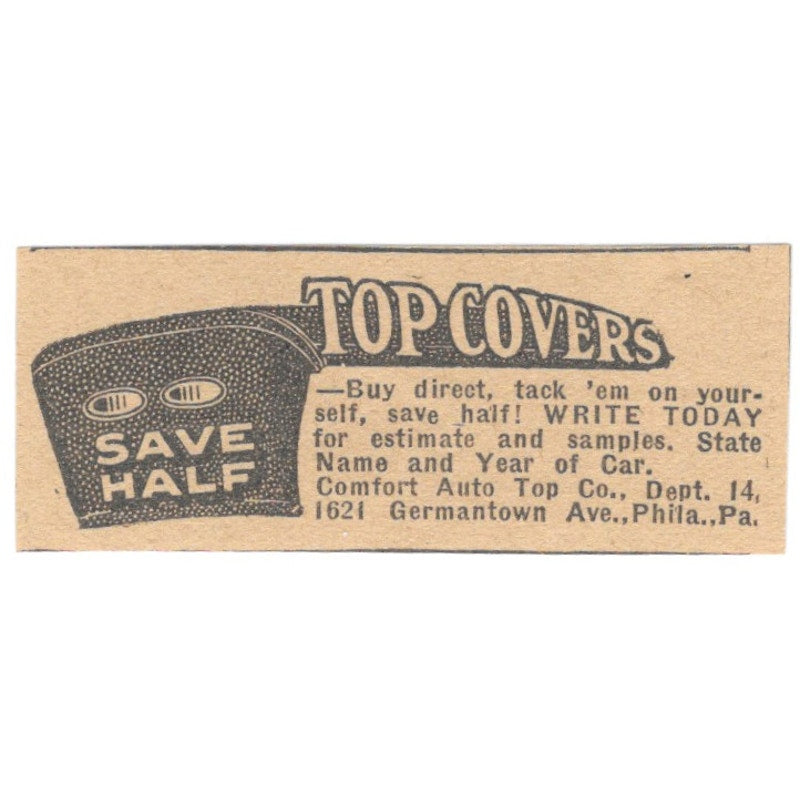 TOP COVERS
SAVE
HALF
—Buy direct, tack 'em on your-
self, save half! WRITE TODAY
for estimate and samples. State
Name and Year of Car.
Comfort Auto Top Co., Dept. 14,
1621 Germantown Ave.,Phila.,Pa.